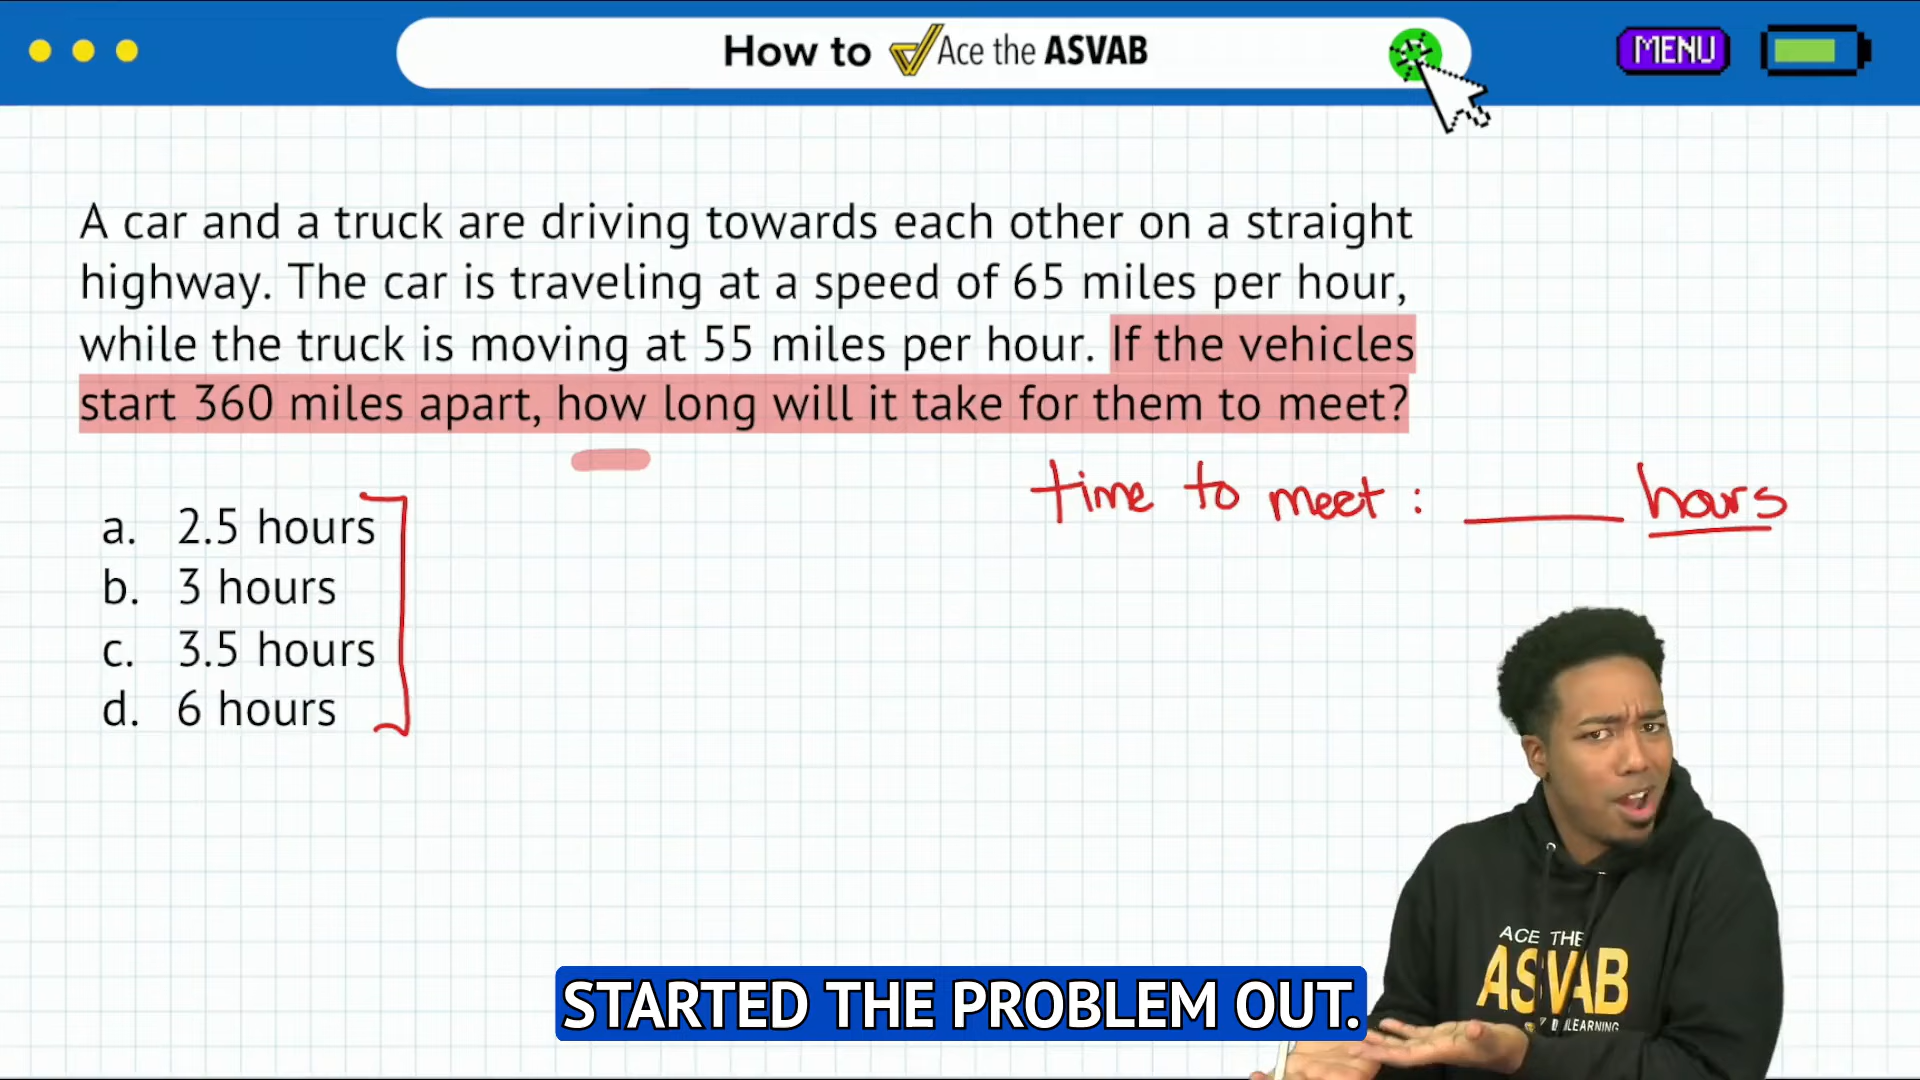 How to Ace the ASVAB
MENU
A car and a truck are driving towards each other on a straight
highway. The car is traveling at a speed of 65 miles per hour,
while the truck is moving at 55 miles per hour. If the vehicles
start 360 miles apart, how long will it take for them to meet?
time to meet : ____ hours
a. 2.5 hours
b. 3 hours
c. 3.5 hours
d. 6 hours
ACE THE
ASVAB
LEARNING
STARTED THE PROBLEM OUT.